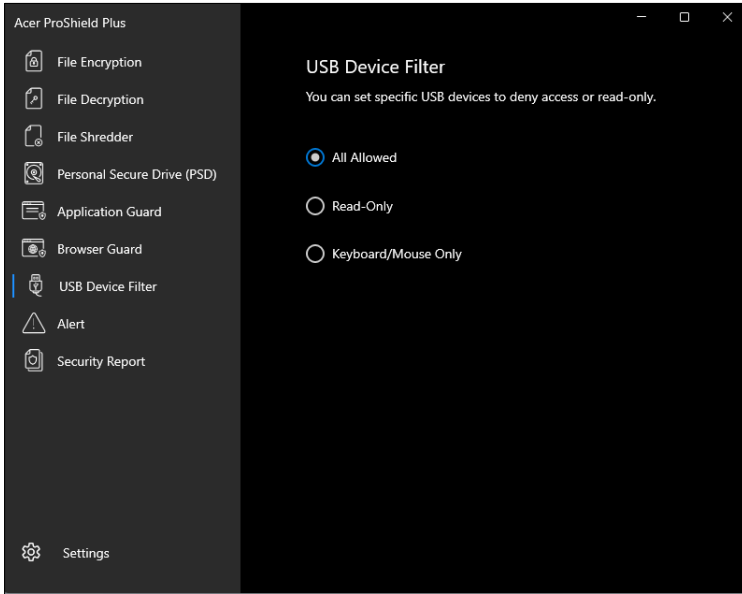 Acer ProShield Plus
File Encryption
File Decryption
File Shredder
Personal Secure Drive (PSD)
Application Guard
Browser Guard
USB Device Filter
Alert
Security Report
Settings
USB Device Filter
You can set specific USB devices to deny access or read-only.
All Allowed
Read-Only
Keyboard/Mouse Only